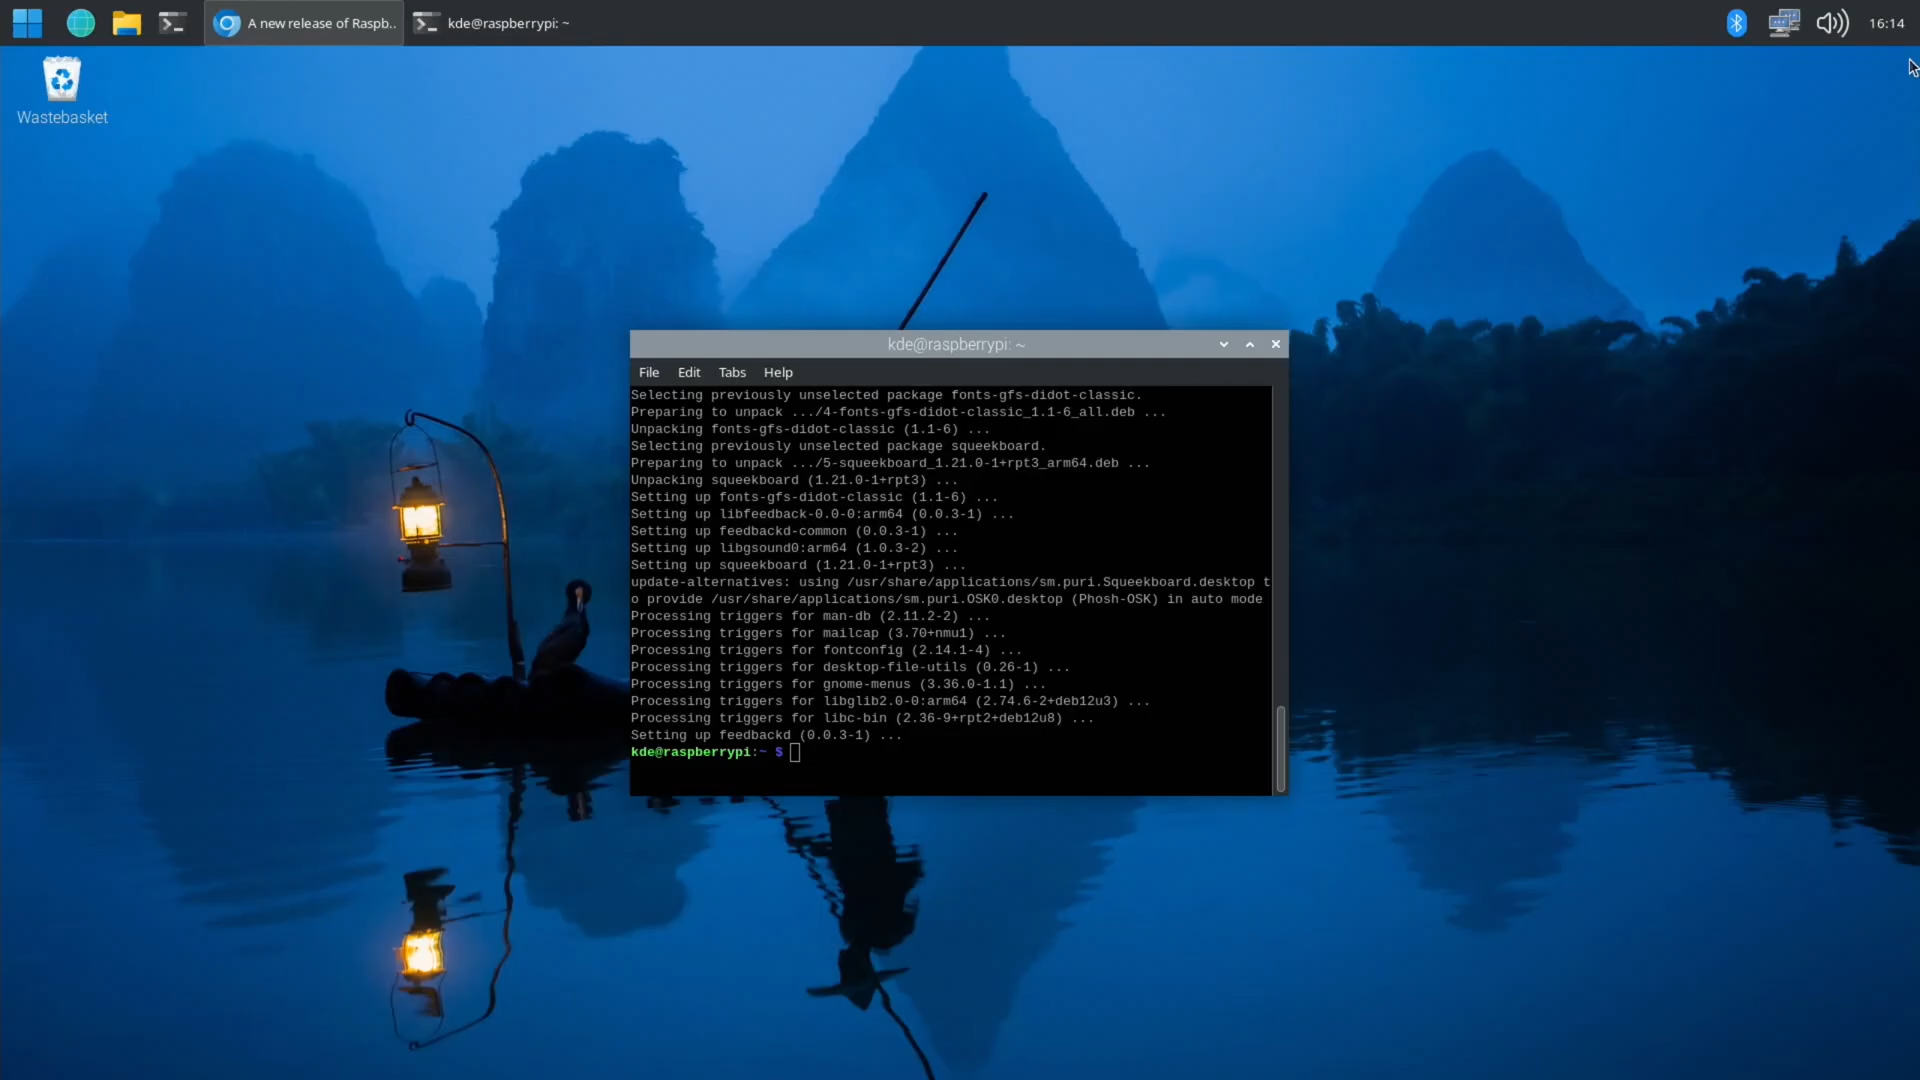 A new release of Raspb..
kde@raspberrypi: ~
16:14
Wastebasket
kde@raspberrypi: ~
File Edit Tabs Help
Selecting previously unselected package fonts-gfs-didot-classic.
Preparing to unpack .../4-fonts-gfs-didot-classic_1.1-6_all.deb ...
Unpacking fonts-gfs-didot-classic (1.1-6) ...
Selecting previously unselected package squeekboard.
Preparing to unpack .../5-squeekboard_1.21.0-1+rpt3_arm64.deb ...
Unpacking squeekboard (1.21.0-1+rpt3) ...
Setting up fonts-gfs-didot-classic (1.1-6) ...
Setting up libfeedback-0.0-0:arm64 (0.0.3-1) ...
Setting up feedbackd-common (0.0.3-1) ...
Setting up libgsound0:arm64 (1.0.3-2) ...
Setting up squeekboard (1.21.0-1+rpt3) ...
update-alternatives: using /usr/share/applications/sm.puri.Squeekboard.desktop t
o provide /usr/share/applications/sm.puri.OSK0.desktop (Phosh-OSK) in auto mode
Processing triggers for man-db (2.11.2-2) ...
Processing triggers for mailcap (3.70+nmu1) ...
Processing triggers for fontconfig (2.14.1-4) ...
Processing triggers for desktop-file-utils (0.26-1) ...
Processing triggers for gnome-menus (3.36.0-1.1) ...
Processing triggers for libglib2.0-0:arm64 (2.74.6-2+deb12u3) ...
Processing triggers for libc-bin (2.36-9+rpt2+deb12u8) ...
Setting up feedbackd (0.0.3-1) ...
kde@raspberrypi:~ $